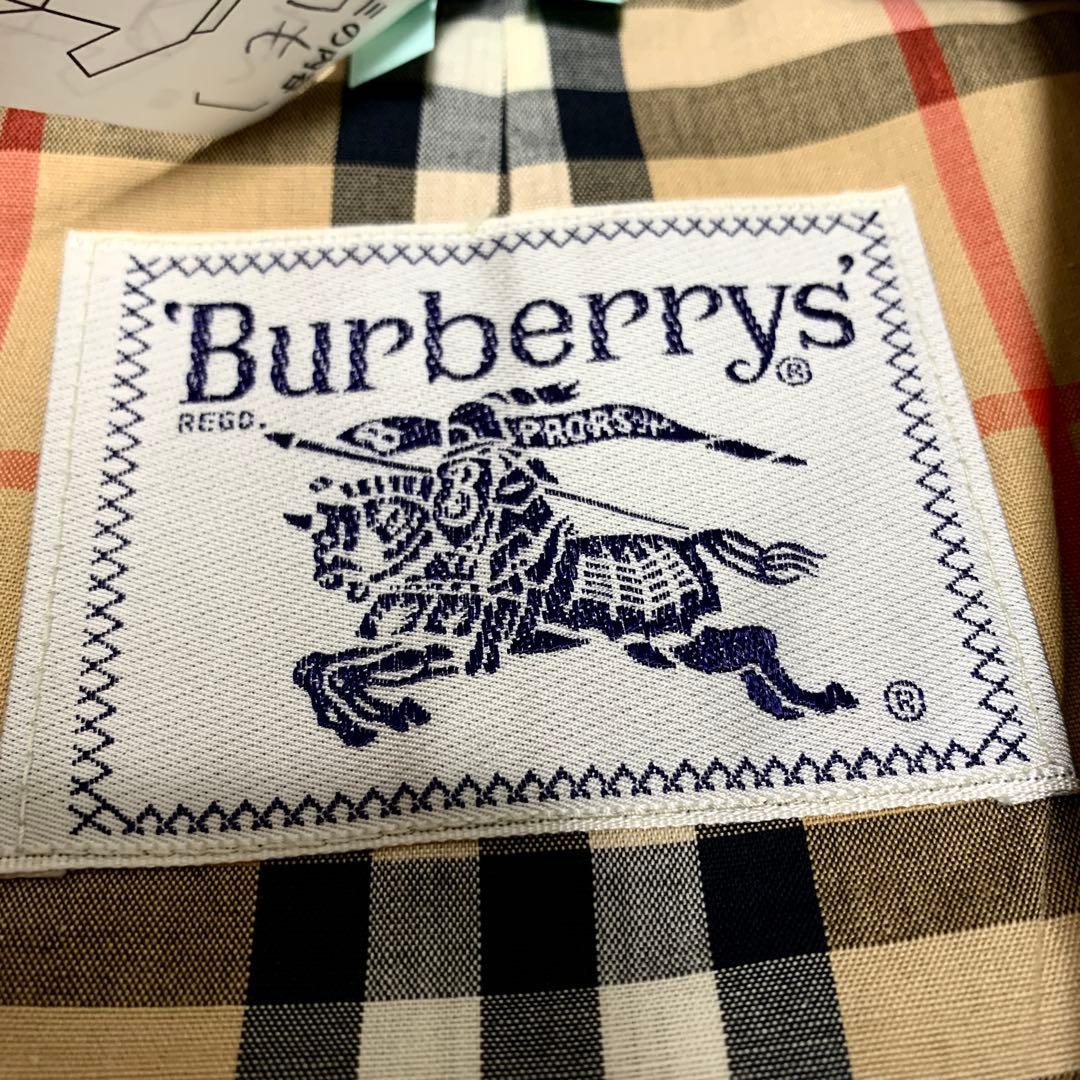 'Burberrys'
®
REGD.
PRORSUM
®